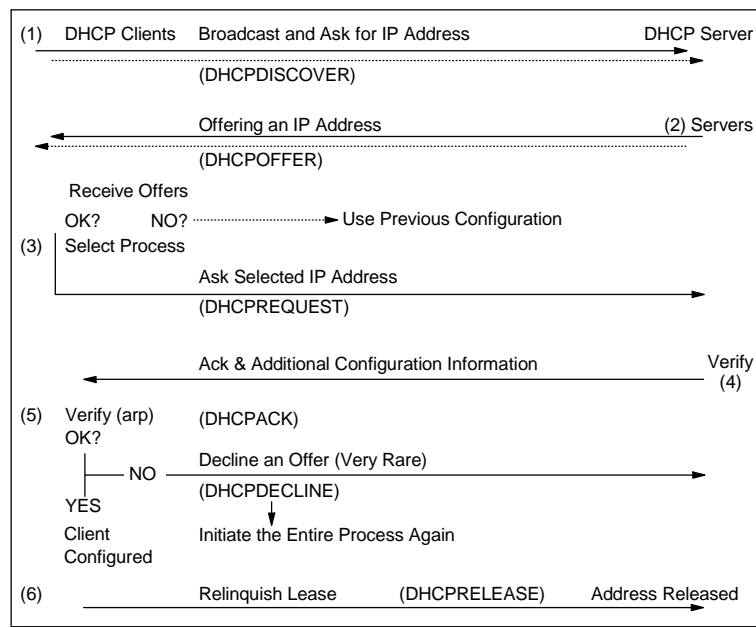 (1) DHCP Clients Broadcast and Ask for IP Address DHCP Server
(DHCPDISCOVER)
Offering an IP Address (2) Servers
(DHCPOFFER)
Receive Offers
OK? NO? Use Previous Configuration
(3) Select Process
Ask Selected IP Address
(DHCPREQUEST)
Ack & Additional Configuration Information Verify
(4)
(5) Verify (arp) (DHCPACK)
OK?
Decline an Offer (Very Rare)
NO
(DHCPDECLINE)
YES
Client Initiate the Entire Process Again
Configured
(6) Relinquish Lease (DHCPRELEASE) Address Released